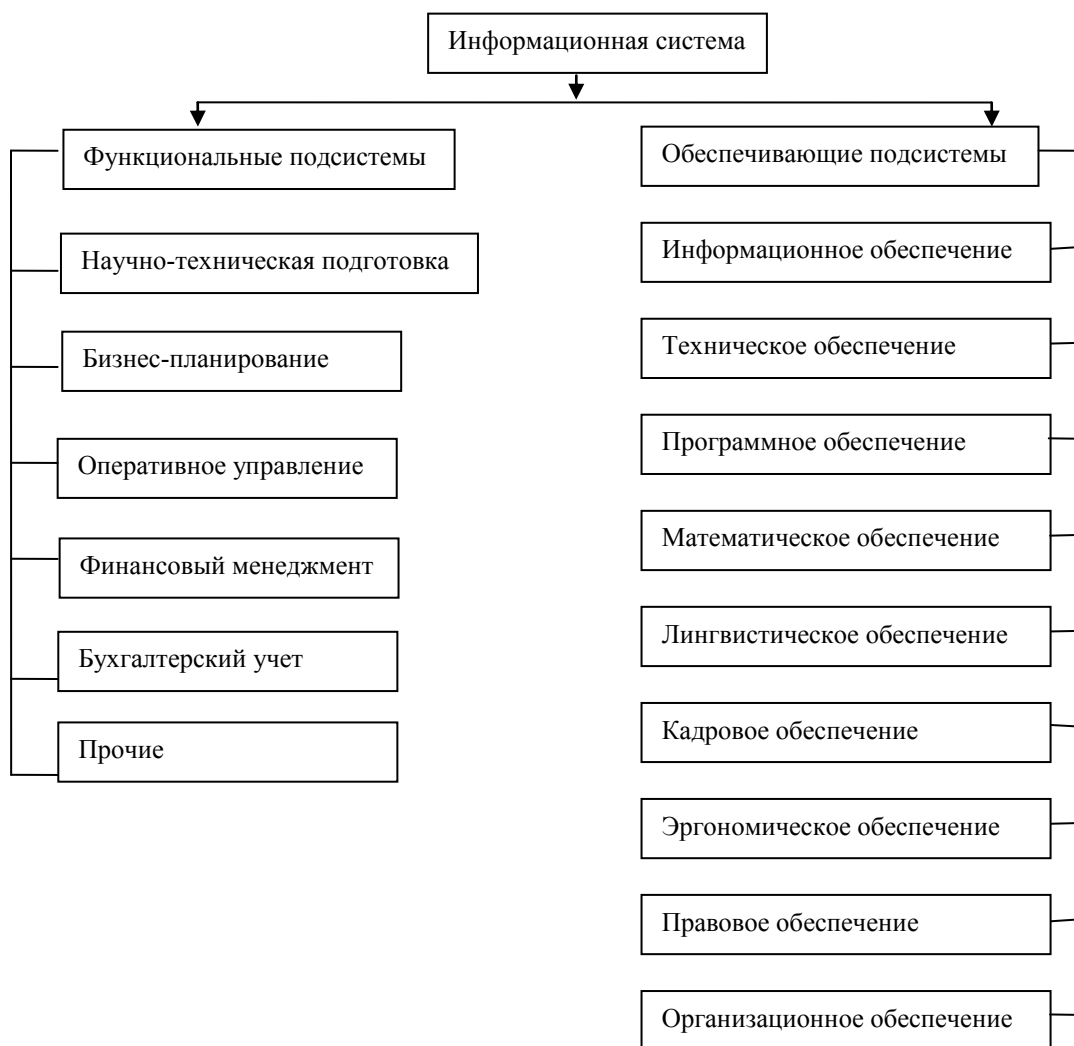 Информационная система
Функциональные подсистемы
Научно-техническая подготовка
Бизнес-планирование
Оперативное управление
Финансовый менеджмент
Бухгалтерский учет
Прочие
Обеспечивающие подсистемы
Информационное обеспечение
Техническое обеспечение
Программное обеспечение
Математическое обеспечение
Лингвистическое обеспечение
Кадровое обеспечение
Эргономическое обеспечение
Правовое обеспечение
Организационное обеспечение